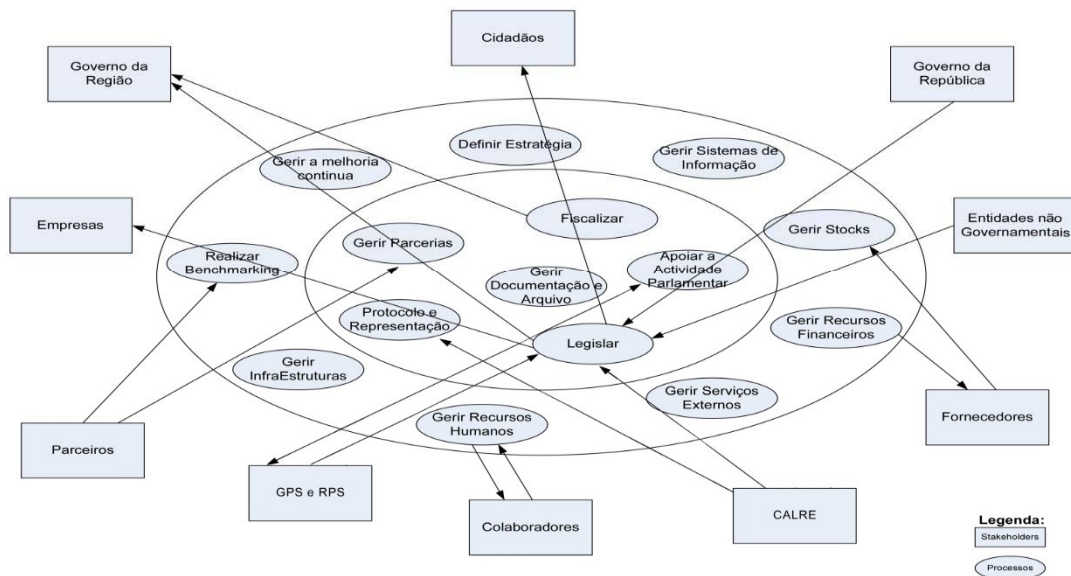 Cidadãos
Governo da
Região
Governo da
República
Definir Estratégia
Gerir Sistemas de
Informação
Gerir a melhoria
continua
Empresas
Fiscalizar
Gerir Stocks
Entidades não
Governamentais
Gerir Parcerias
Realizar
Benchmarking
Gerir
Documentação e
Arquivo
Apoiar a
Actividade
Parlamentar
Protocolo e
Representação
Legislar
Gerir Recursos
Financeiros
Gerir
InfraEstruturas
Gerir Serviços
Externos
Gerir Recursos
Humanos
Parceiros
Fornecedores
GPS e RPS
Colaboradores
CALRE
Legenda:
Stakeholders
Processos